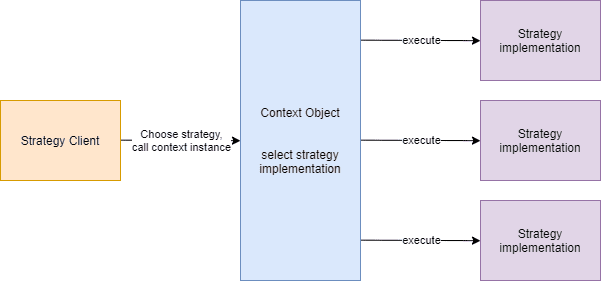 Strategy Client
Choose strategy,
call context instance
Context Object
select strategy
implementation
execute
Strategy
implementation
execute
Strategy
implementation
execute
Strategy
implementation